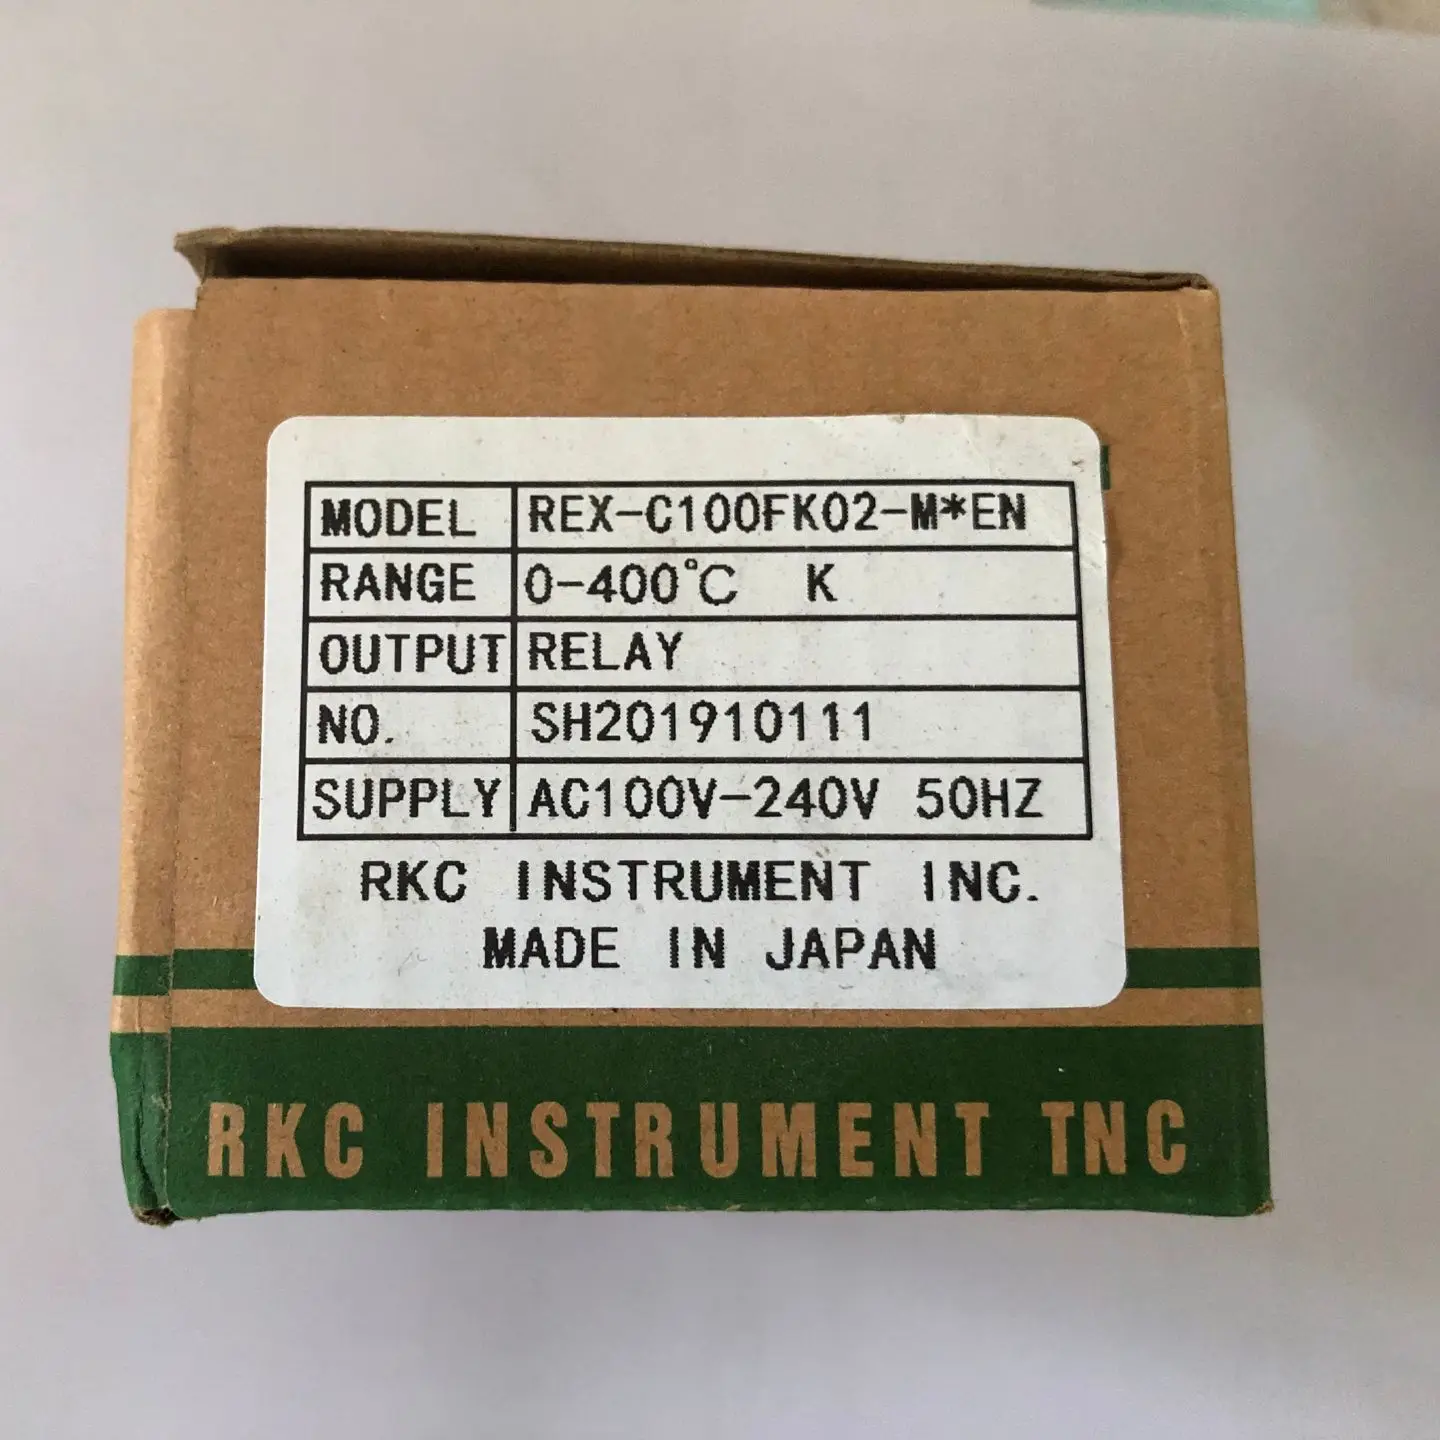 MODEL REX-C100FK02-M*EN
RANGE 0-400℃ K
OUTPUT RELAY
NO. SH201910111
SUPPLY AC100V-240V 50HZ
RKC INSTRUMENT INC.
MADE IN JAPAN
RKC INSTRUMENT TNC